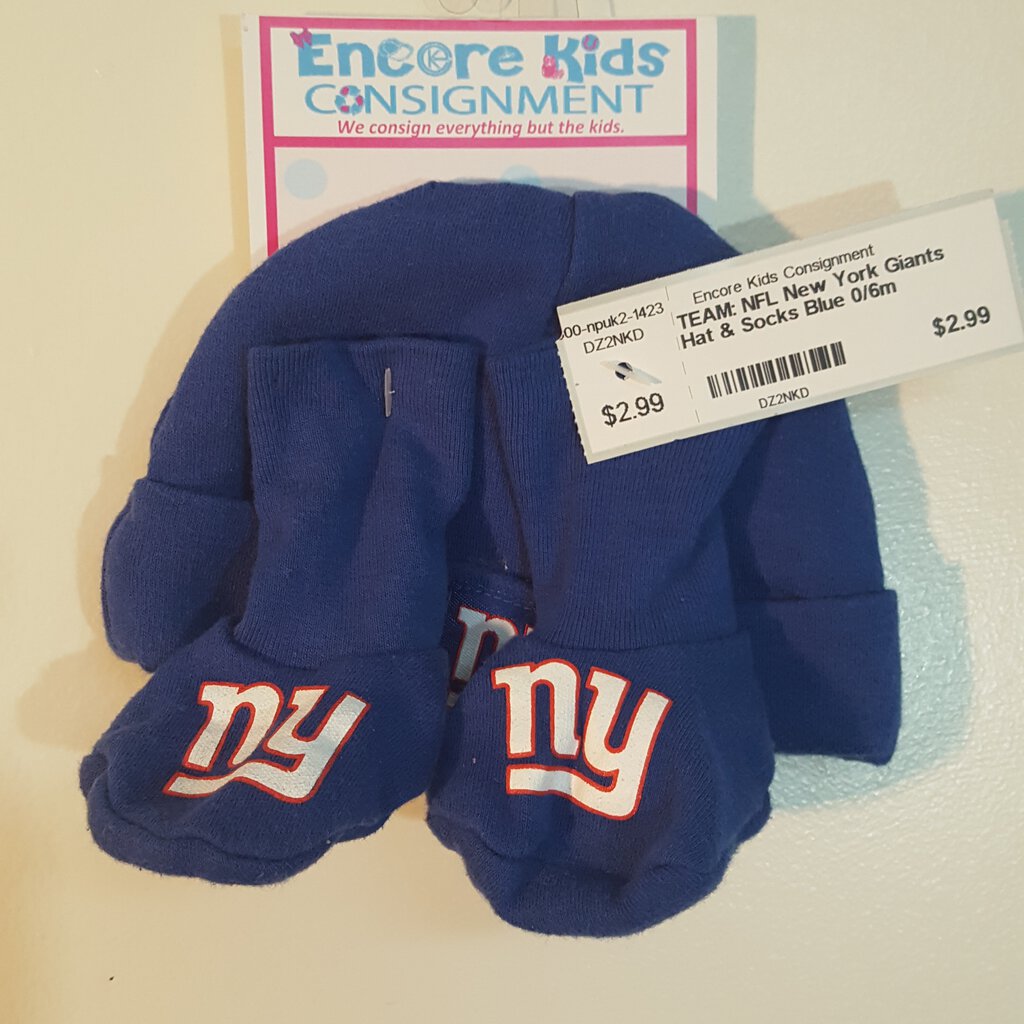 Encore Kids
CONSIGNMENT
We consign everything but the kids.
Encore Kids Consignment
TEAM: NFL New York Giants
Hat & Socks Blue 0/6m
$2.99
DZ2NKD
00-npuk2-1423
DZ2NKD
$2.99
ny
ny
ny